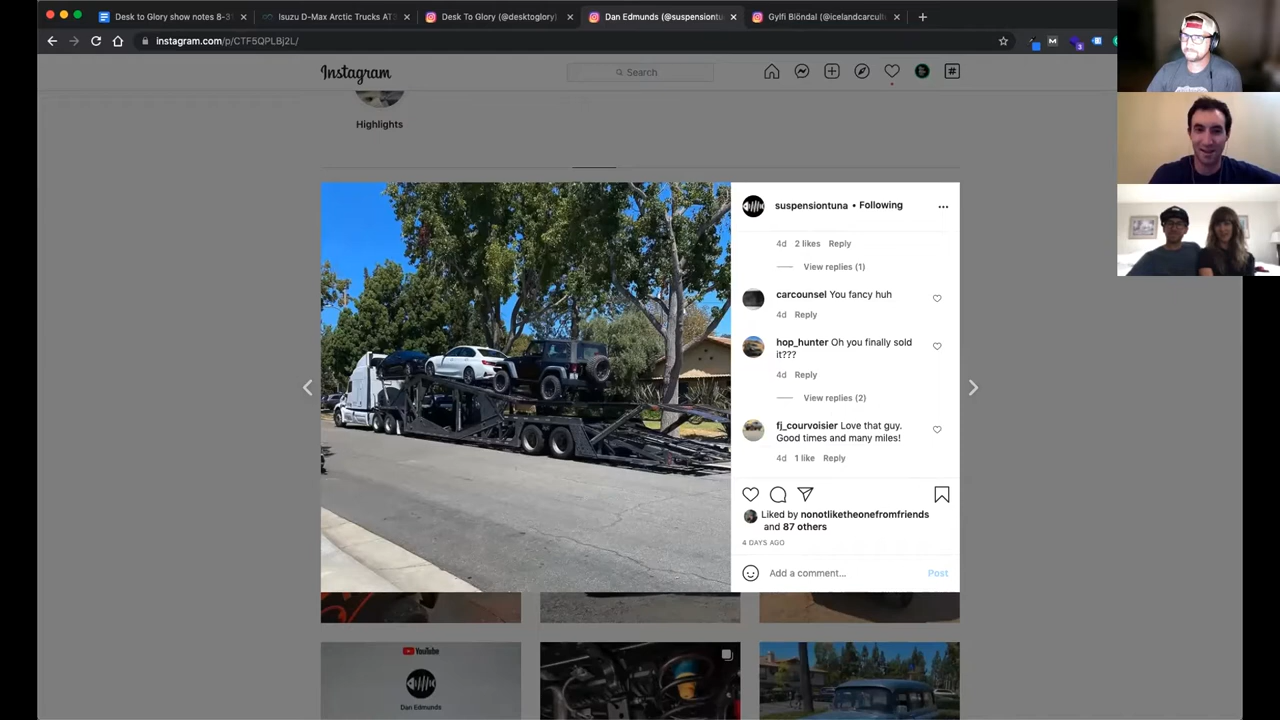 Desk to Glory show notes 8-3
Isuzu D-Max Arctic Trucks AT3
Desk To Glory (@desktoglory)
Dan Edmunds (@suspensiontu
Gylfi Blöndal (@icelandcarcul
instagram.com/p/CTF5QPLBj2L/
Instagram
Search
Highlights
suspensiontuna • Following
4d 2 likes Reply
View replies (1)
carcounsel You fancy huh
4d Reply
hop_hunter Oh you finally sold
it???
4d Reply
View replies (2)
fj_courvoisier Love that guy.
Good times and many miles!
4d 1 like Reply
Liked by nonotliketheonefromfriends
and 87 others
4 DAYS AGO
Add a comment...
Post
YouTube
Dan Edmunds